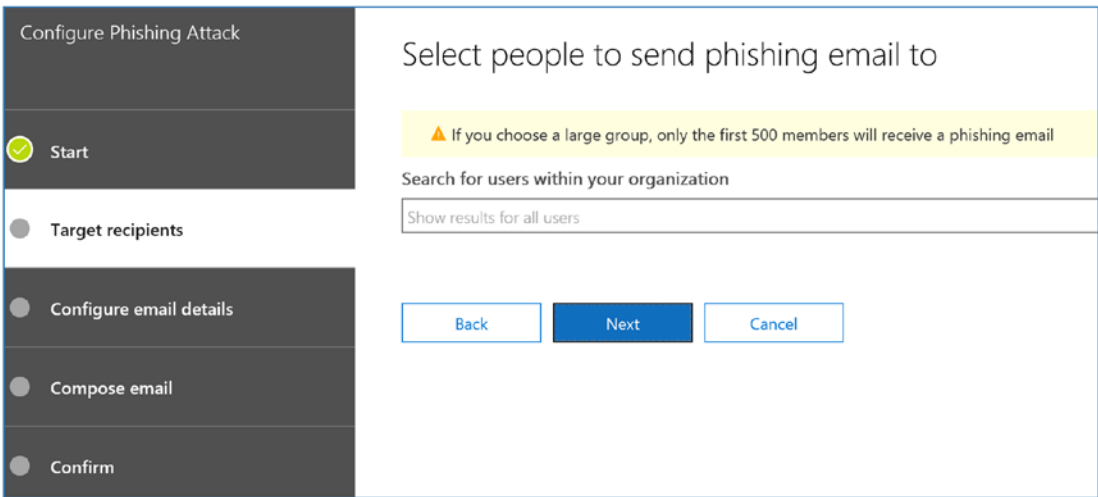 Configure Phishing Attack
Start
Target recipients
Configure email details
Compose email
Confirm
Select people to send phishing email to
If you choose a large group, only the first 500 members will receive a phishing email
Search for users within your organization
Show results for all users
Back
Next
Cancel